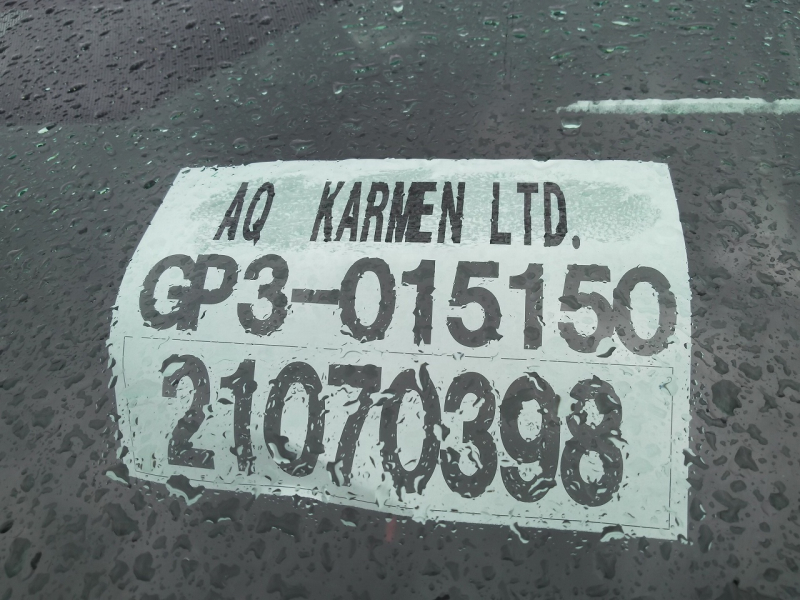 AQ KARMEN LTD.
GP3-015150
21070398